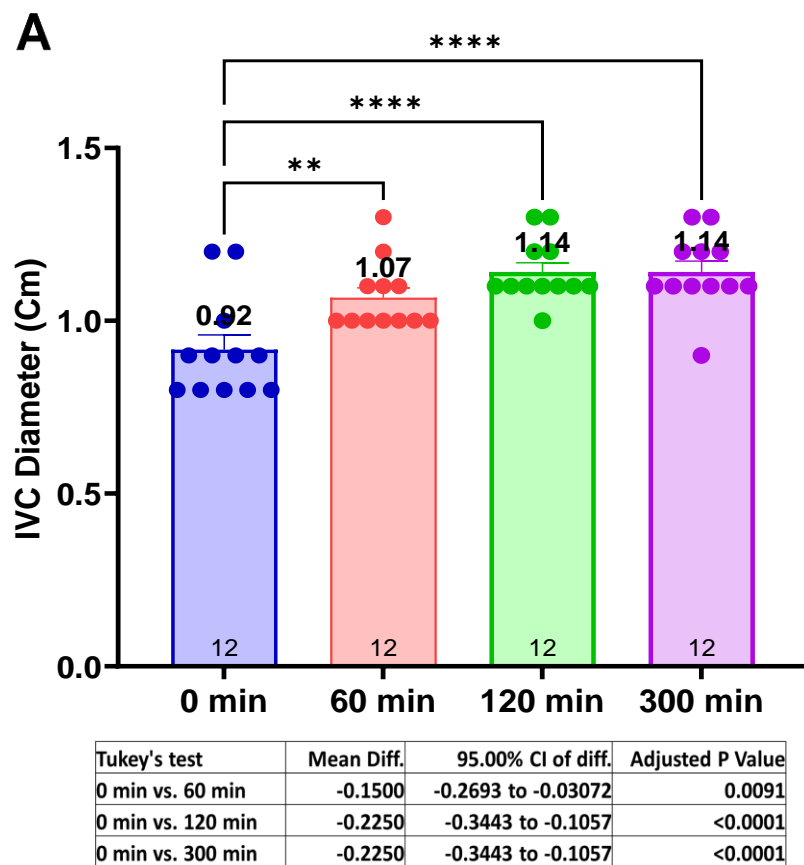 A
****
****
**
1.5
1.0
0.5
0.0
IVC Diameter (Cm)
0.92
1.07
1.14
1.14
12 12 12 12
0 min 60 min 120 min 300 min
Tukey's test Mean Diff. 95.00% CI of diff. Adjusted P Value
0 min vs. 60 min -0.1500 -0.2693 to -0.03072 0.0091
0 min vs. 120 min -0.2250 -0.3443 to -0.1057 <0.0001
0 min vs. 300 min -0.2250 -0.3443 to -0.1057 <0.0001